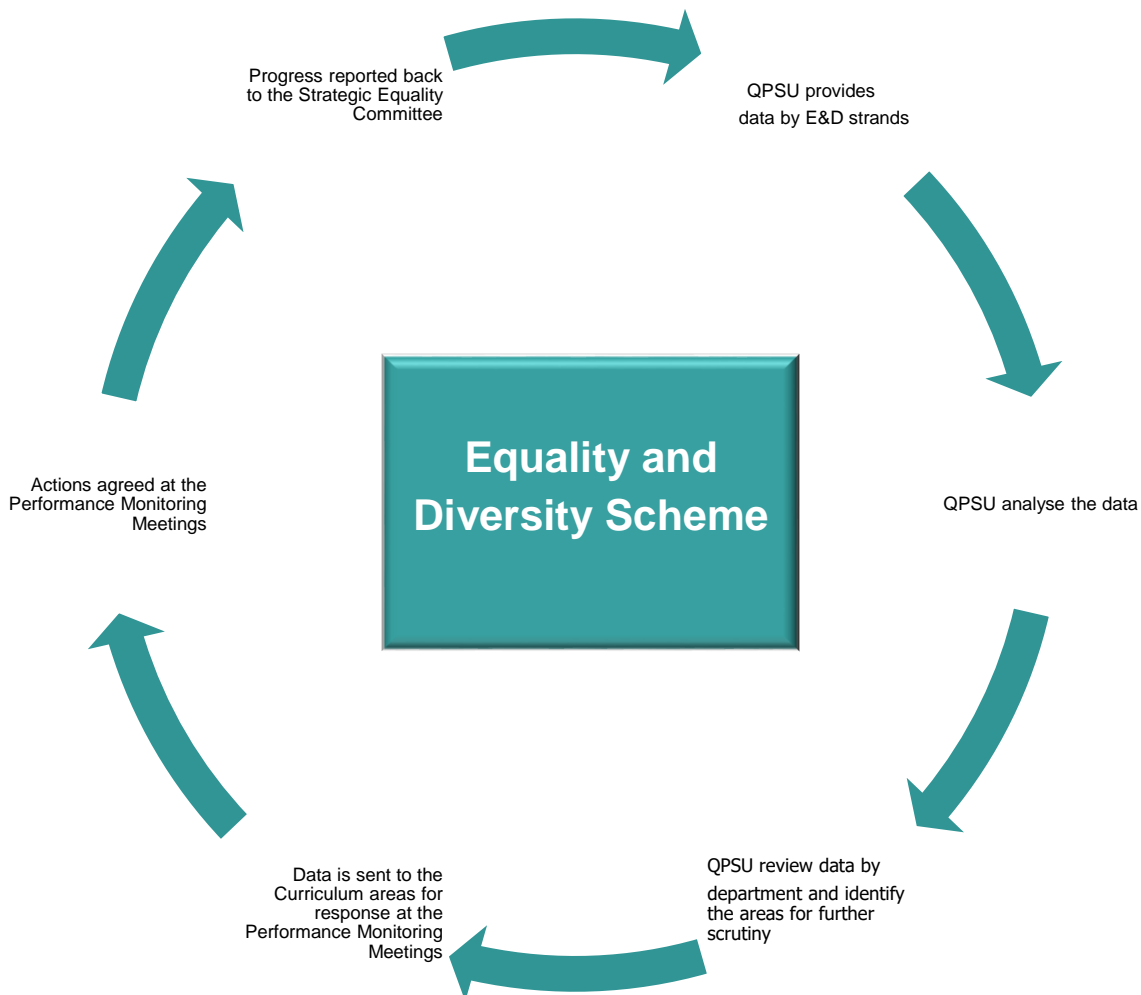 Progress reported back
to the Strategic Equality
Committee
QPSU provides
data by E&D strands
Equality and
Diversity Scheme
Actions agreed at the
Performance Monitoring
Meetings
QPSU analyse the data
Data is sent to the
Curriculum areas for
response at the
Performance Monitoring
Meetings
QPSU review data by
department and identify
the areas for further
scrutiny